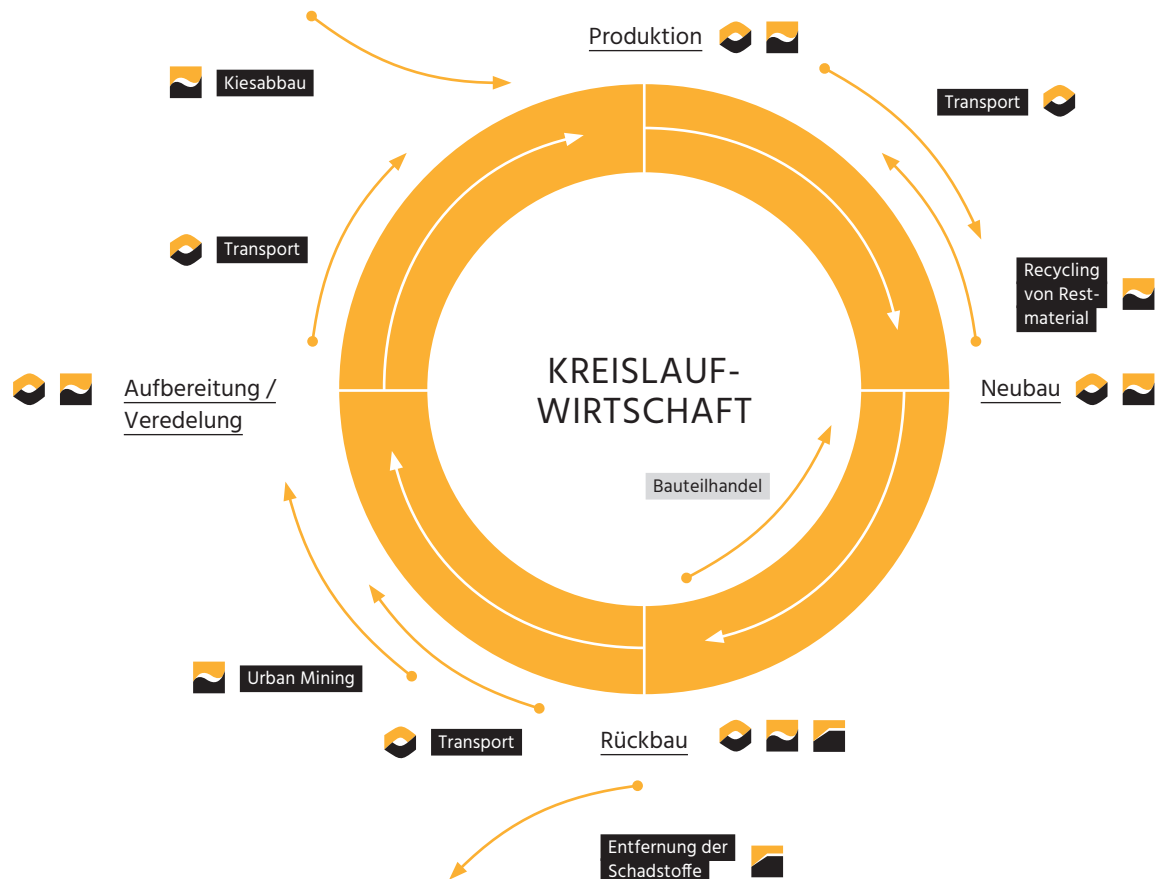 Produktion
Kiesabbau
Transport
Transport
Recycling
von Rest-
material
KREISLAUF-
WIRTSCHAFT
Aufbereitung /
Veredelung
Neubau
Bauteilhandel
Urban Mining
Transport
Rückbau
Entfernung der
Schadstoffe